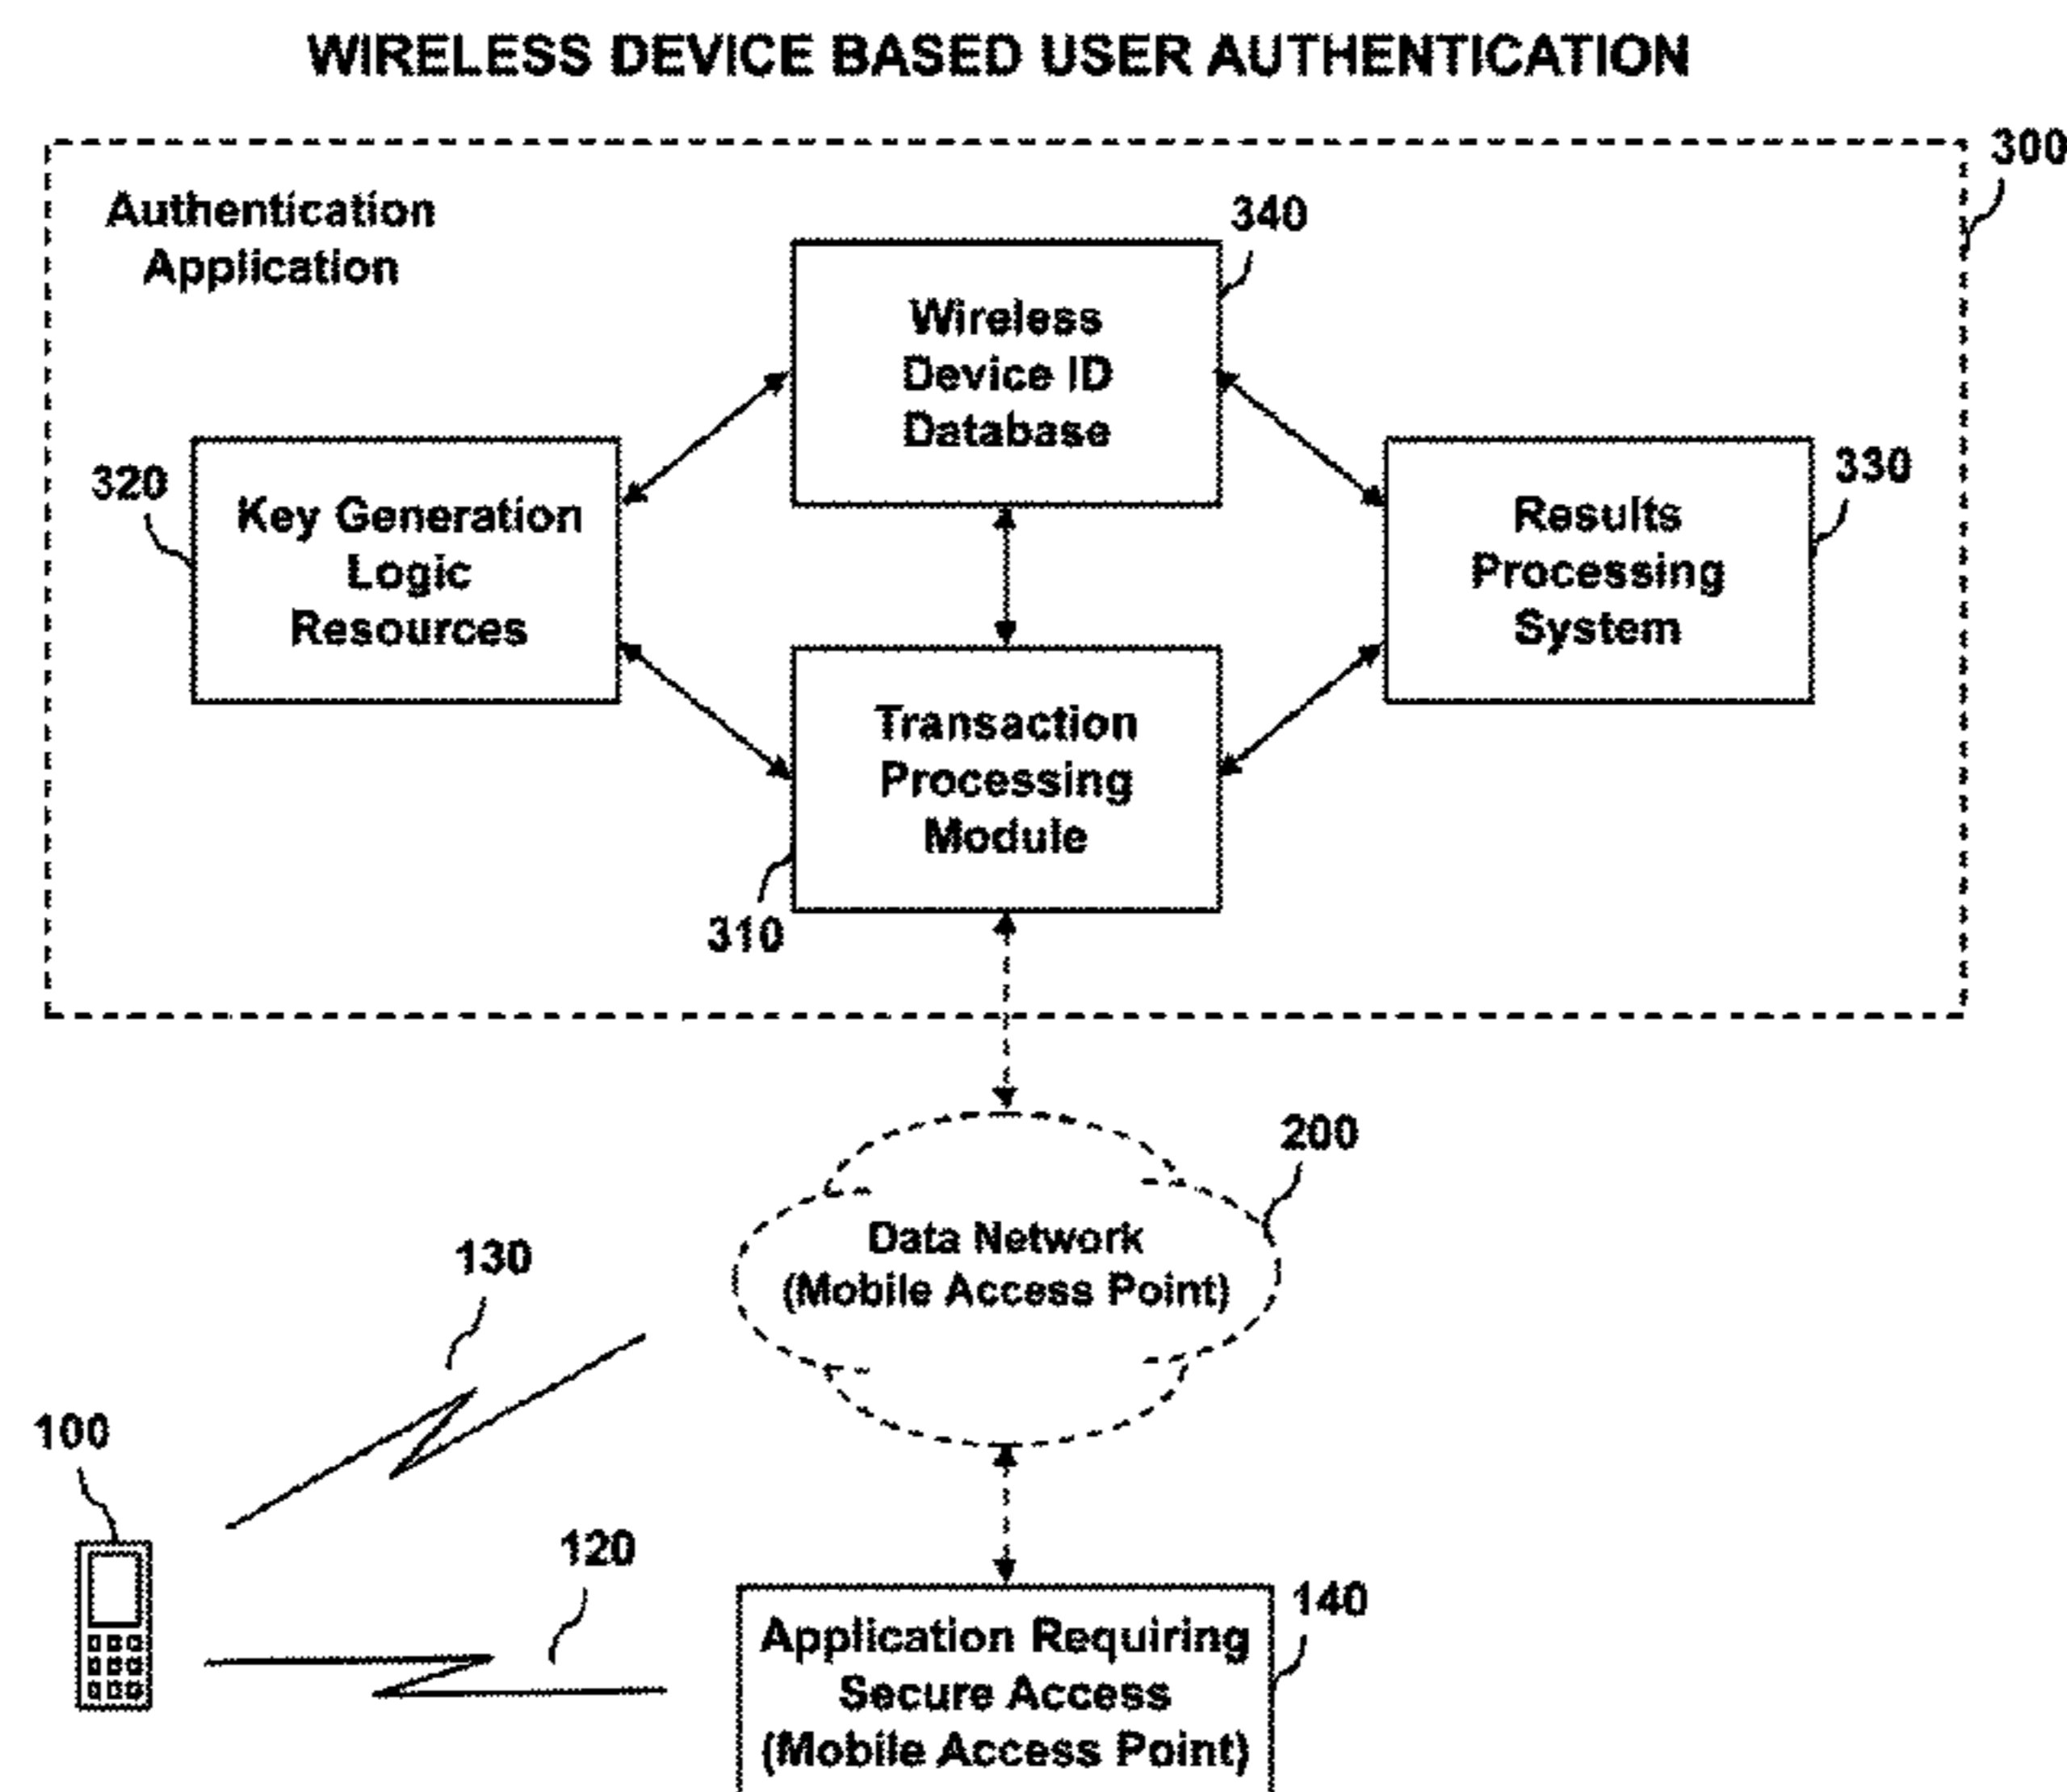 WIRELESS DEVICE BASED USER AUTHENTICATION
300
Authentication
Application
340
Wireless
Device ID
Database
320
Key Generation
Logic
Resources
330
Results
Processing
System
Transaction
Processing
Module
310
200
Data Network
(Mobile Access Point)
130
100
120
140
Application Requiring
Secure Access
(Mobile Access Point)